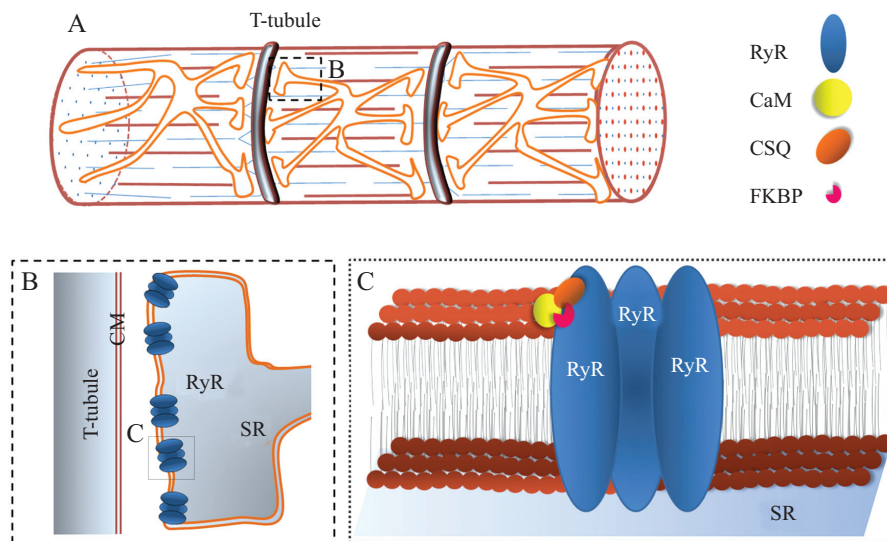 A
T-tubule
B
RyR
CaM
CSQ
FKBP
B
T-tubule
CM
RyR
C
SR
C
RyR
RyR
RyR
SR